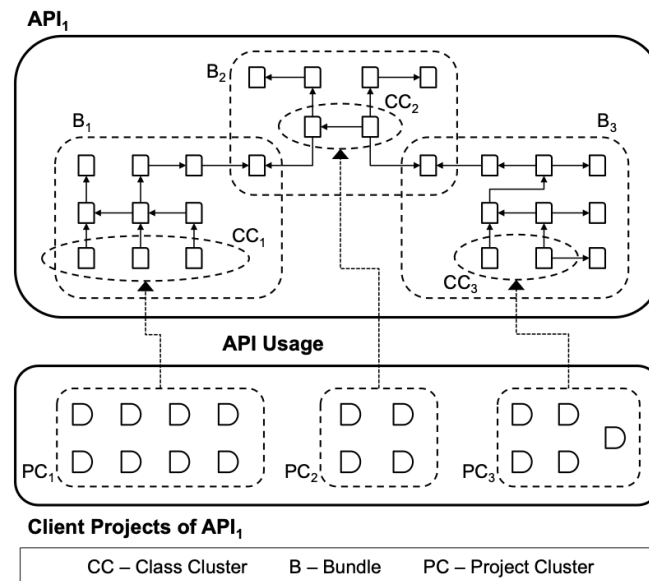 API₁
B₂
CC₂
B₁
B₃
CC₁
CC₃
API Usage
PC₁
PC₂
PC₃
Client Projects of API₁
CC – Class Cluster B – Bundle PC – Project Cluster